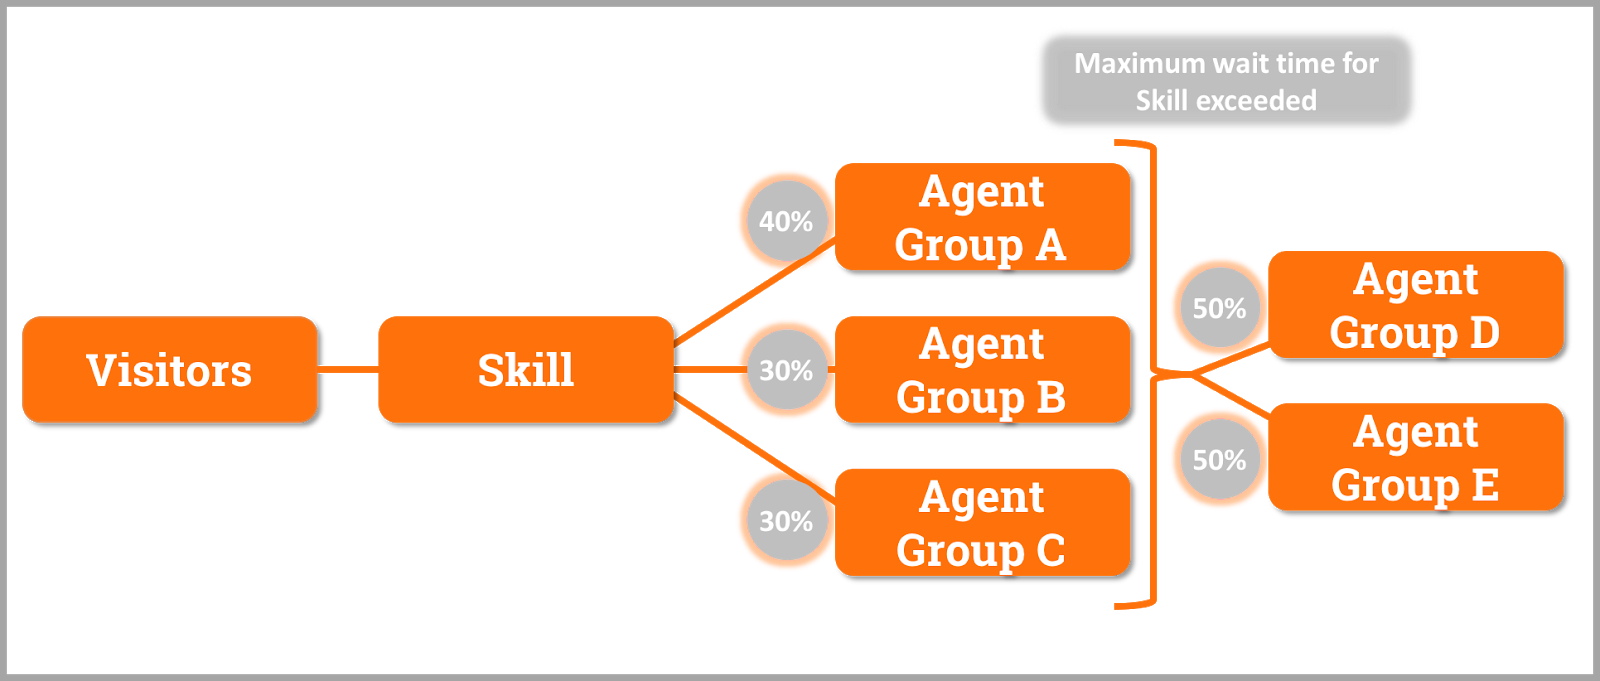 Maximum wait time for
Skill exceeded
Visitors
Skill
40%
Agent
Group A
30%
Agent
Group B
30%
Agent
Group C
50%
Agent
Group D
50%
Agent
Group E